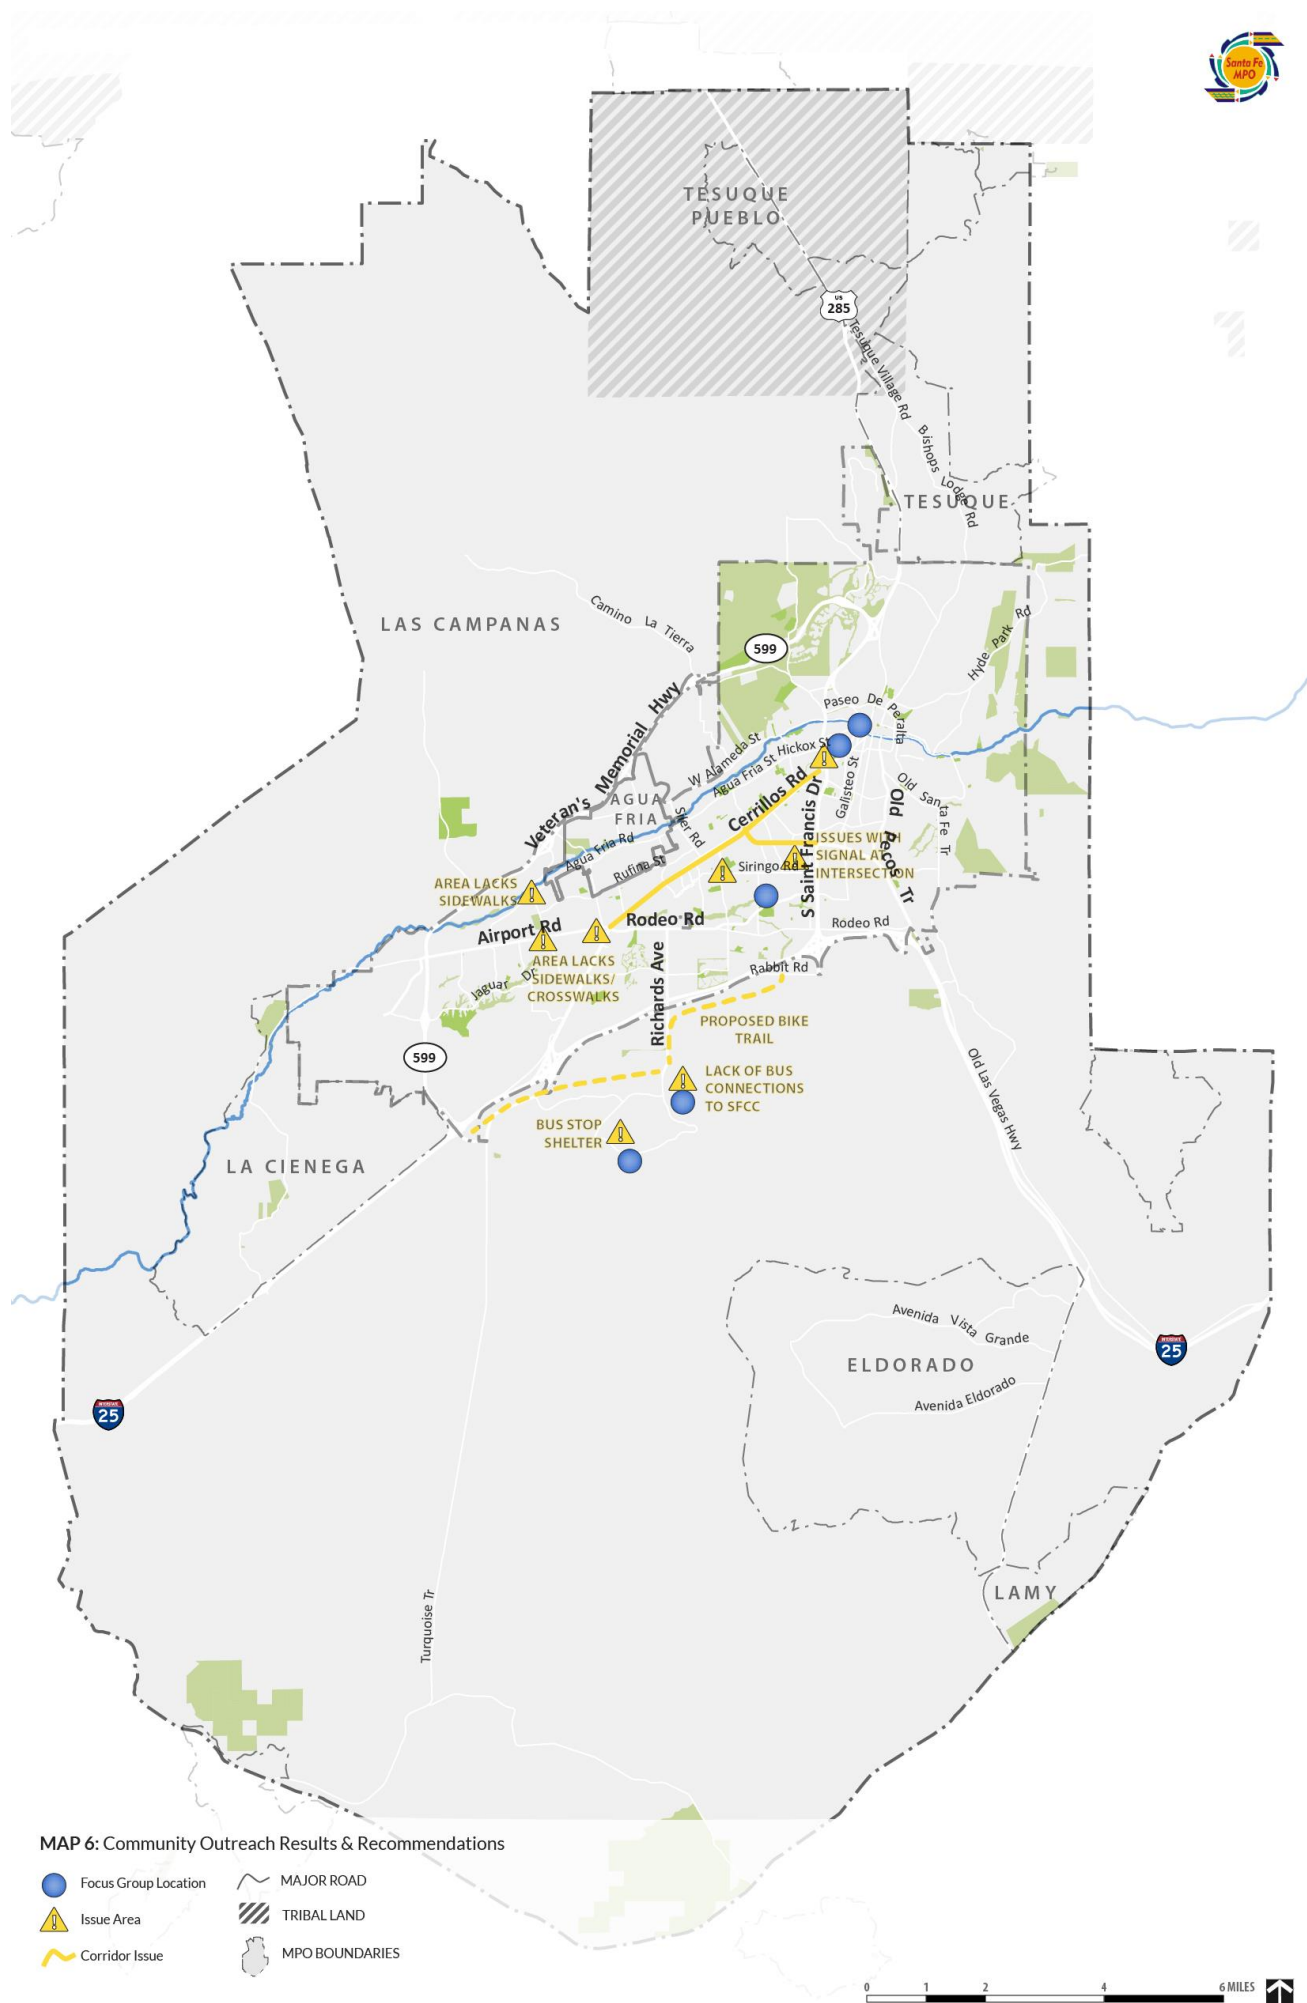 Santa Fe
MPO
TESUQUE
PUEBLO
US
285
Tesuque Village Rd
Bishops Lodge Rd
TESUQUE
LAS CAMPANAS
Camino La Tierra
599
Hyde Park Rd
Veteran's Memorial Hwy
Paseo De Peralta
W Alameda St
Hickox St
Agua Fria St
Cerrillos Rd
Galisteo St
Old Santa Fe Tr
Old Pecos Tr
S Saint Francis Dr
AGUA
FRIA
Siler Rd
Agua Fria Rd
Rufina St
Siringo Rd
ISSUES WITH
SIGNAL AT
INTERSECTION
AREA LACKS
SIDEWALKS
Airport Rd
Rodeo Rd
Rodeo Rd
AREA LACKS
SIDEWALKS/
CROSSWALKS
Jaguar Dr
Richards Ave
Rabbit Rd
PROPOSED BIKE
TRAIL
599
LACK OF BUS
CONNECTIONS
TO SFCC
BUS STOP
SHELTER
Old Las Vegas Hwy
LA CIENEGA
Avenida Vista Grande
ELDORADO
Avenida Eldorado
INTERSTATE
25
INTERSTATE
25
Turquoise Tr
LAMY
MAP 6: Community Outreach Results & Recommendations
Focus Group Location
MAJOR ROAD
Issue Area
TRIBAL LAND
Corridor Issue
MPO BOUNDARIES
0 1 2 4 6 MILES